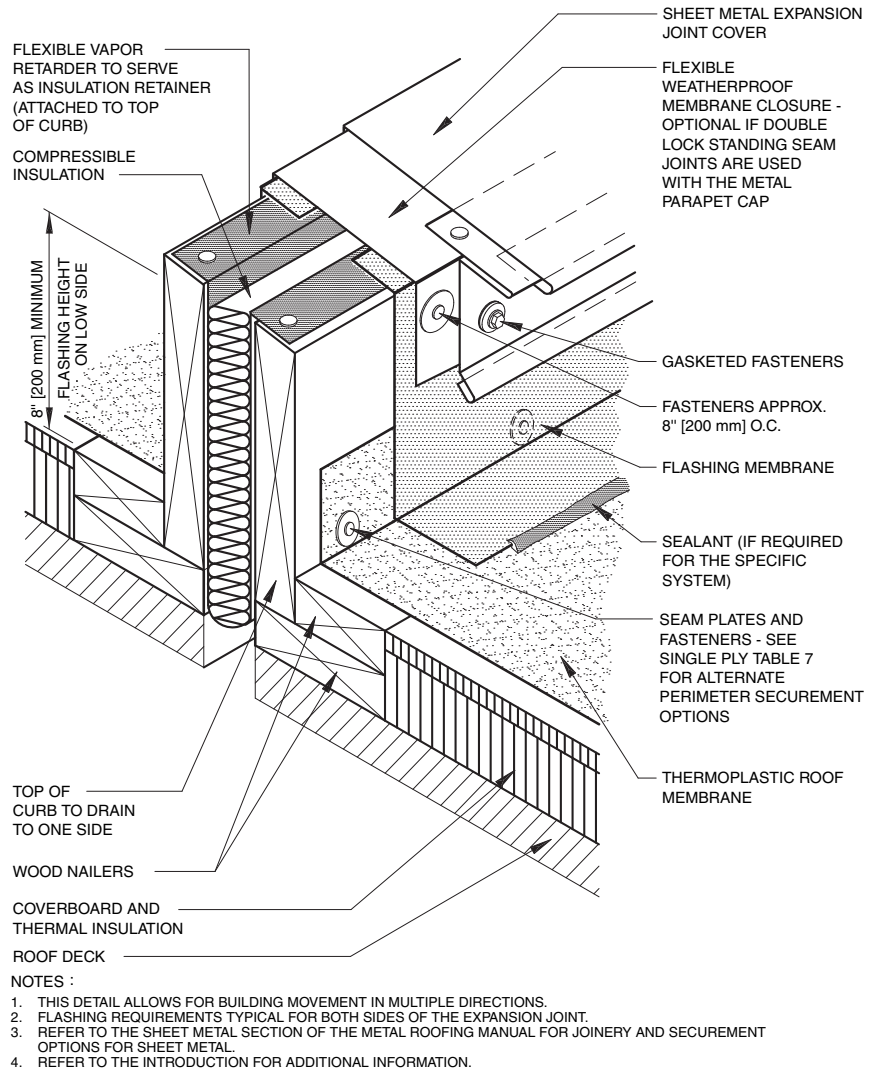 FLEXIBLE VAPOR
RETARDER TO SERVE
AS INSULATION RETAINER
(ATTACHED TO TOP
OF CURB)
COMPRESSIBLE
INSULATION
8" [200 mm] MINIMUM
FLASHING HEIGHT
ON LOW SIDE
SHEET METAL EXPANSION
JOINT COVER
FLEXIBLE
WEATHERPROOF
MEMBRANE CLOSURE -
OPTIONAL IF DOUBLE
LOCK STANDING SEAM
JOINTS ARE USED
WITH THE METAL
PARAPET CAP
GASKETED FASTENERS
FASTENERS APPROX.
8" [200 mm] O.C.
FLASHING MEMBRANE
SEALANT (IF REQUIRED
FOR THE SPECIFIC
SYSTEM)
SEAM PLATES AND
FASTENERS - SEE
SINGLE PLY TABLE 7
FOR ALTERNATE
PERIMETER SECUREMENT
OPTIONS
THERMOPLASTIC ROOF
MEMBRANE
TOP OF
CURB TO DRAIN
TO ONE SIDE
WOOD NAILERS
COVERBOARD AND
THERMAL INSULATION
ROOF DECK
NOTES :
1. THIS DETAIL ALLOWS FOR BUILDING MOVEMENT IN MULTIPLE DIRECTIONS.
2. FLASHING REQUIREMENTS TYPICAL FOR BOTH SIDES OF THE EXPANSION JOINT.
3. REFER TO THE SHEET METAL SECTION OF THE METAL ROOFING MANUAL FOR JOINERY AND SECUREMENT
OPTIONS FOR SHEET METAL.
4. REFER TO THE INTRODUCTION FOR ADDITIONAL INFORMATION.